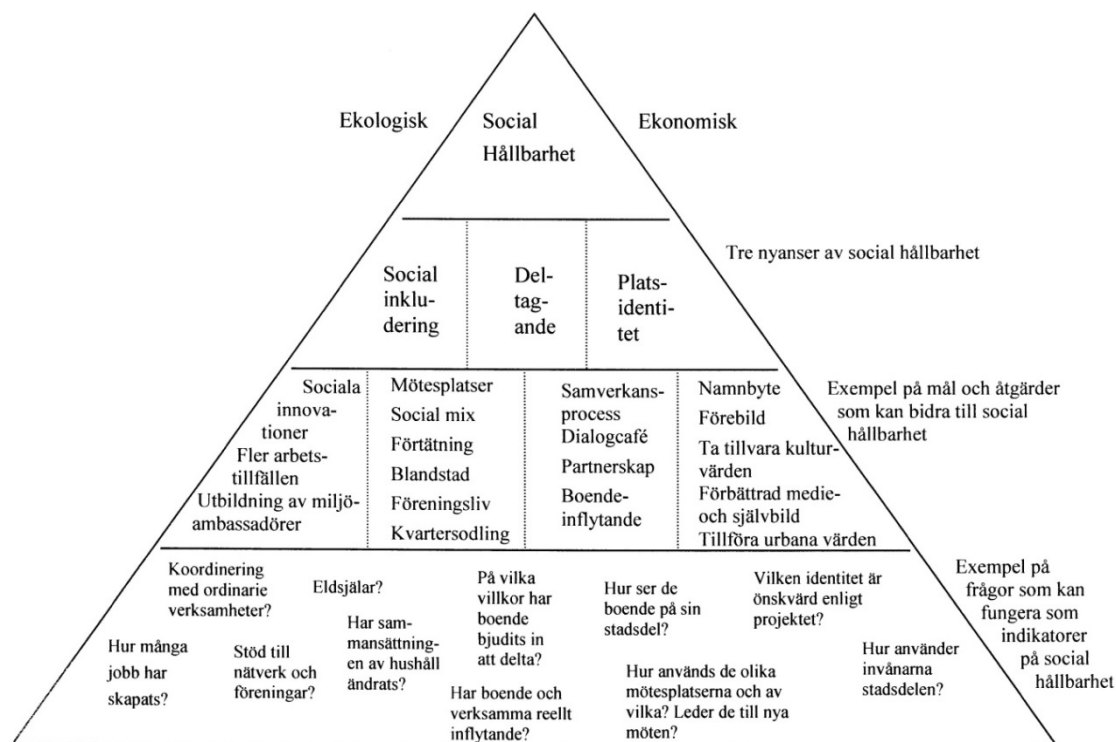 Ekologisk
Social
Hållbarhet
Ekonomisk
Social
inklu-
dering
Del-
tag-
ande
Plats-
identi-
tet
Tre nyanser av social hållbarhet
Sociala
innova-
tioner
Fler arbets-
tillfällen
Utbildning av miljö-
ambassadörer
Mötesplatser
Social mix
Förtätning
Blandstad
Föreningsliv
Kvartersodling
Samverkans-
process
Dialogcafé
Partnerskap
Boende-
inflytande
Namnbyte
Förebild
Ta tillvara kultur-
värden
Förbättrad medie-
och självbild
Tillföra urbana värden
Exempel på mål och åtgärder
som kan bidra till social
hållbarhet
Koordinering
med ordinarie
verksamheter?
Eldsjälar?
På vilka
villkor har
boende
bjudits in
att delta?
Hur ser de
boende på sin
stadsdel?
Vilken identitet är
önskvärd enligt
projektet?
Hur många
jobb har
skapats?
Stöd till
nätverk och
föreningar?
Har sam-
mansättning-
en av hushåll
ändrats?
Har boende och
verksamma reellt
inflytande?
Hur används de olika
mötesplatserna och av
vilka? Leder de till nya
möten?
Hur använder
invånarna
stadsdelen?
Exempel på
frågor som kan
fungera som
indikatorer
på social
hållbarhet